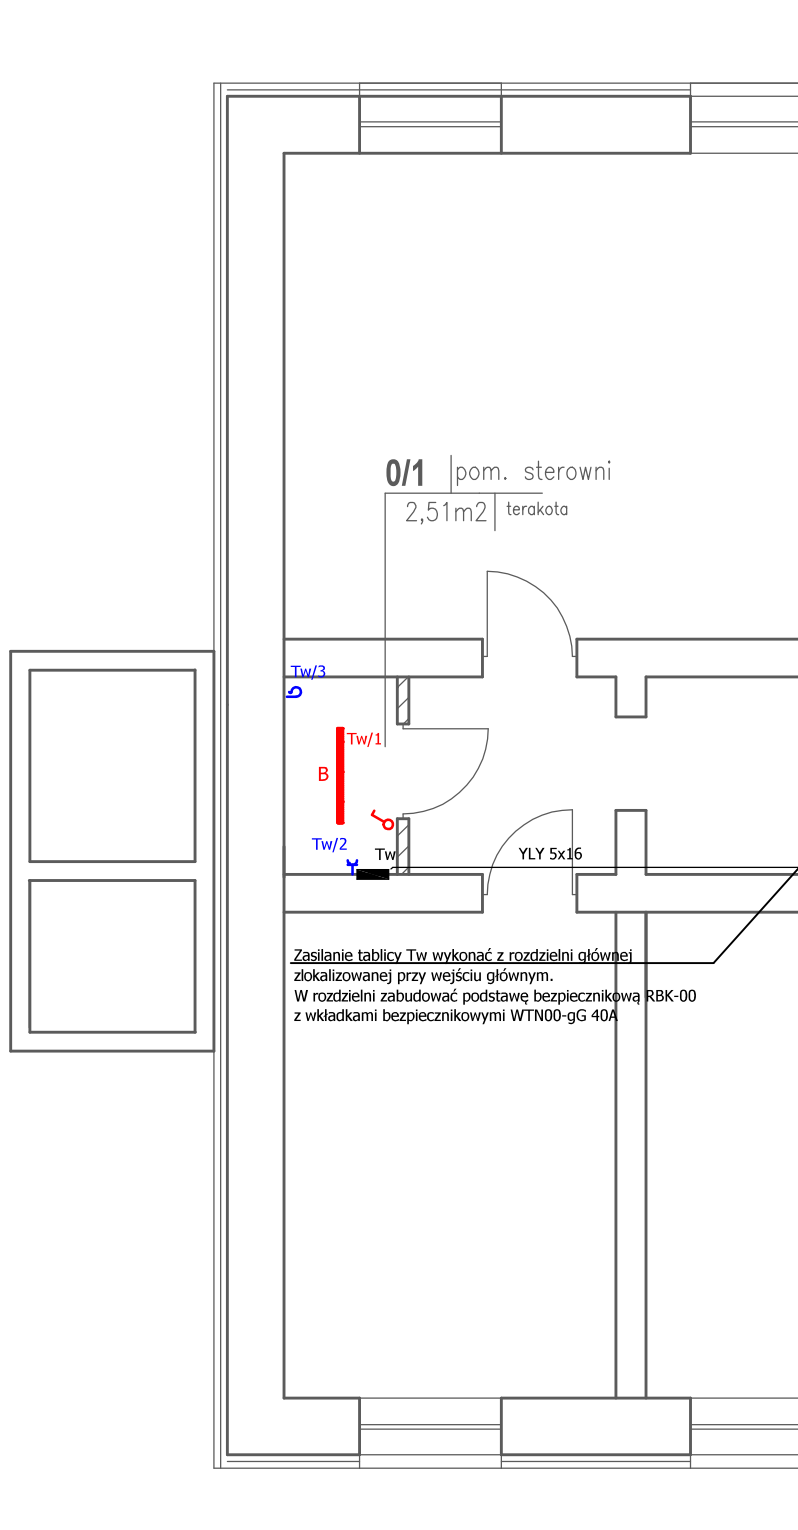 0/1 pom. sterowni
2,51m2 terakota
Tw/3
Tw/1
B
Tw/2
Tw
YLY 5x16
Zasilanie tablicy Tw wykonać z rozdzielni głównej
zlokalizowanej przy wejściu głównym.
W rozdzielni zabudować podstawę bezpiecznikową RBK-00
z wkładkami bezpiecznikowymi WTN00-gG 40A